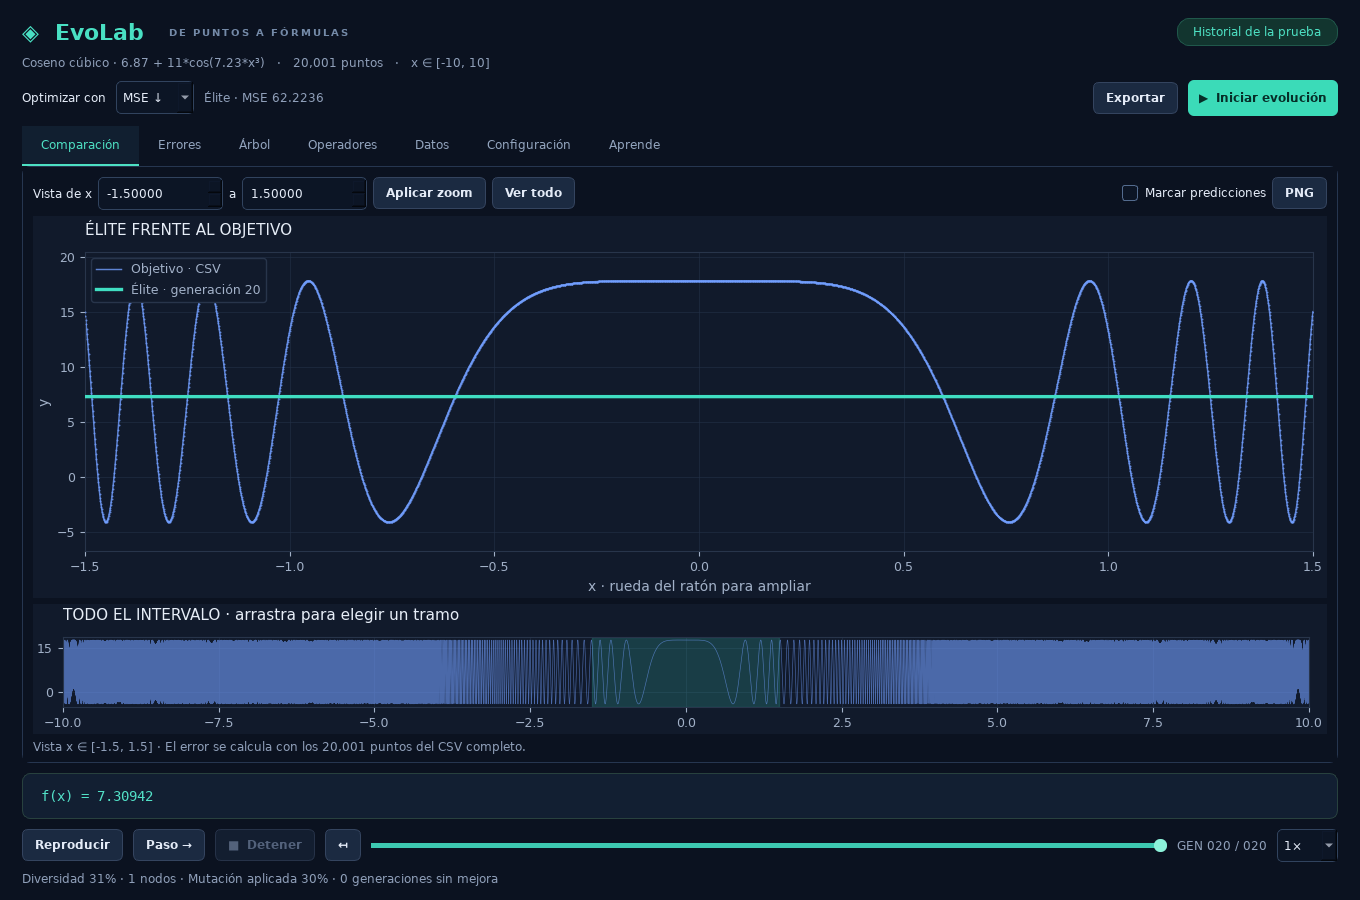 ◈ EvoLab DE PUNTOS A FÓRMULAS Historial de la prueba
Coseno cúbico · 6.87 + 11*cos(7.23*x³) · 20,001 puntos · x ∈ [-10, 10]
Optimizar con MSE ↓ Élite · MSE 62.2236 Exportar ▶ Iniciar evolución
Comparación Errores Árbol Operadores Datos Configuración Aprende
Vista de x -1.50000 a 1.50000 Aplicar zoom Ver todo Marcar predicciones PNG
ÉLITE FRENTE AL OBJETIVO
Objetivo · CSV
Élite · generación 20
20
15
10
5
0
−5
y
−1.5 −1.0 −0.5 0.0 0.5 1.0 1.5
x · rueda del ratón para ampliar
TODO EL INTERVALO · arrastra para elegir un tramo
15
0
−10.0 −7.5 −5.0 −2.5 0.0 2.5 5.0 7.5 10.0
Vista x ∈ [-1.5, 1.5] · El error se calcula con los 20,001 puntos del CSV completo.
f(x) = 7.30942
Reproducir Paso → ■ Detener ↤ GEN 020 / 020 1×
Diversidad 31% · 1 nodos · Mutación aplicada 30% · 0 generaciones sin mejora